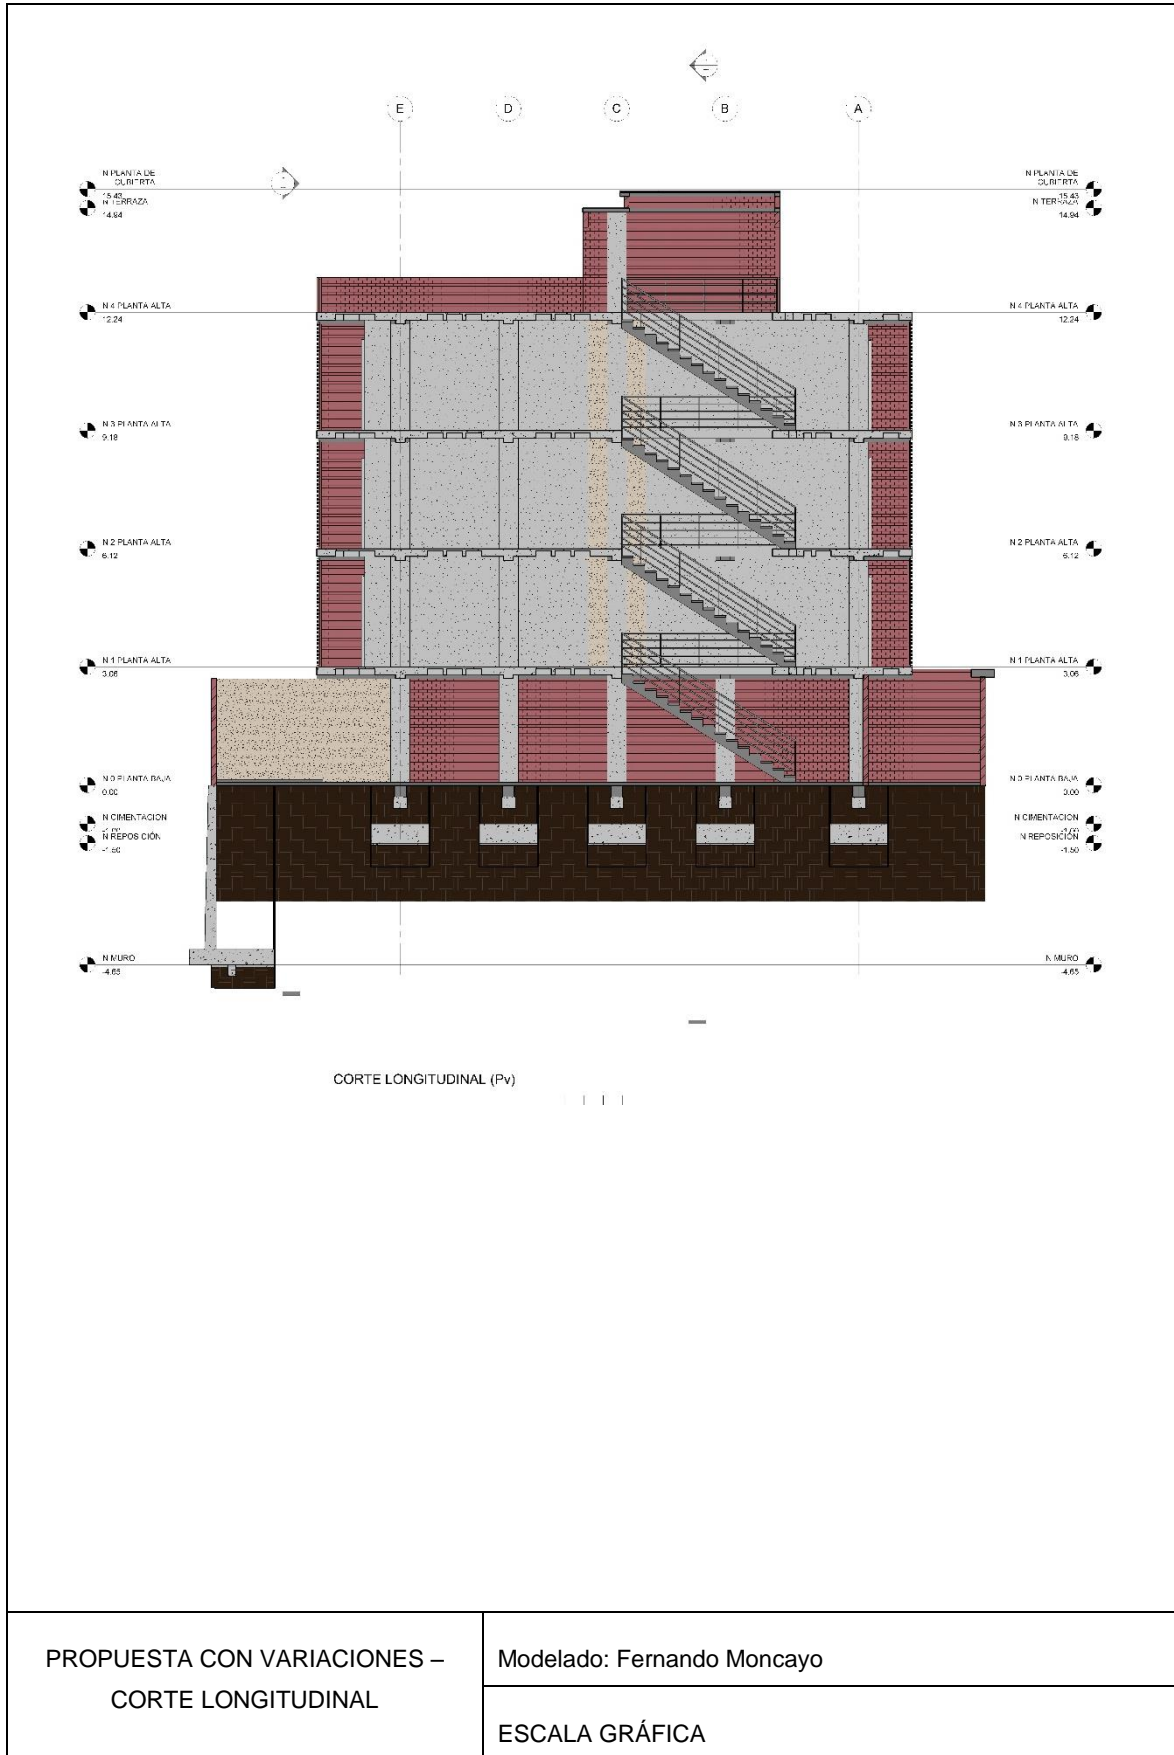 E D C B A
N PLANTA DE
CUBIERTA
15.43
N TERRAZA
14.94
N PLANTA DE
CUBIERTA
15.43
N TERRAZA
14.94
N 4 PLANTA ALTA
12.24
N 4 PLANTA ALTA
12.24
N 3 PLANTA ALTA
9.18
N 3 PLANTA ALTA
9.18
N 2 PLANTA ALTA
6.12
N 2 PLANTA ALTA
6.12
N 1 PLANTA ALTA
3.06
N 1 PLANTA ALTA
3.06
N 0 PLANTA BAJA
0.00
N 0 PLANTA BAJA
0.00
N CIMENTACION
N REPOSICIÓN
-1.50
N CIMENTACION
N REPOSICIÓN
-1.50
N MURO
-4.65
N MURO
-4.65
CORTE LONGITUDINAL (Pv)
PROPUESTA CON VARIACIONES –
CORTE LONGITUDINAL
Modelado: Fernando Moncayo
ESCALA GRÁFICA